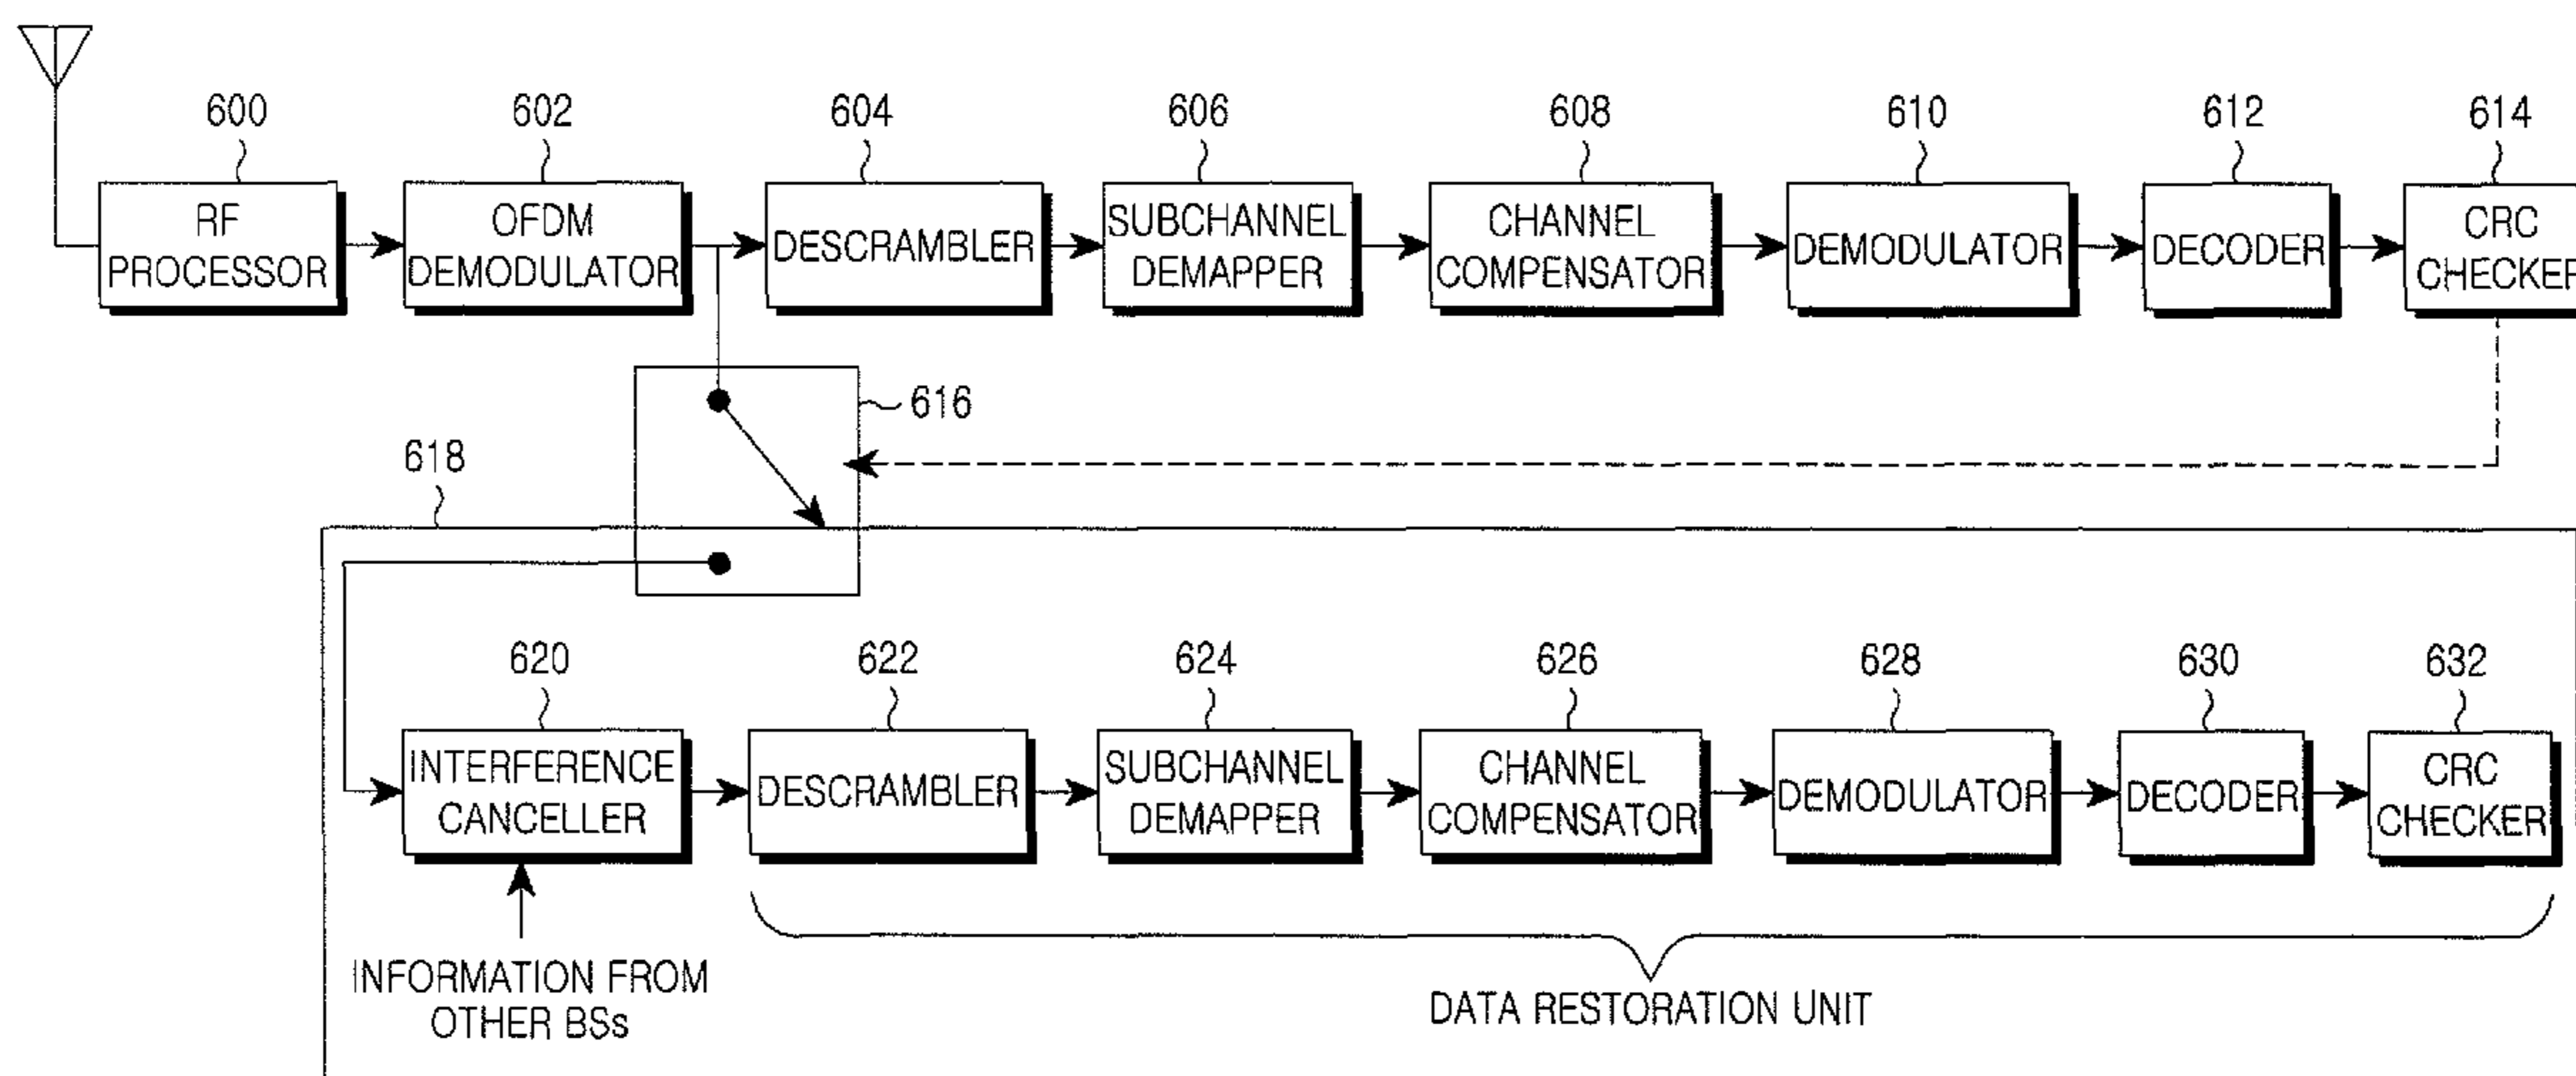 600
602
604
606
608
610
612
614
RF
PROCESSOR
OFDM
DEMODULATOR
DESCRAMBLER
SUBCHANNEL
DEMAPPER
CHANNEL
COMPENSATOR
DEMODULATOR
DECODER
CRC
CHECKER
616
618
620
622
624
626
628
630
632
INTERFERENCE
CANCELLER
DESCRAMBLER
SUBCHANNEL
DEMAPPER
CHANNEL
COMPENSATOR
DEMODULATOR
DECODER
CRC
CHECKER
INFORMATION FROM
OTHER BSs
DATA RESTORATION UNIT